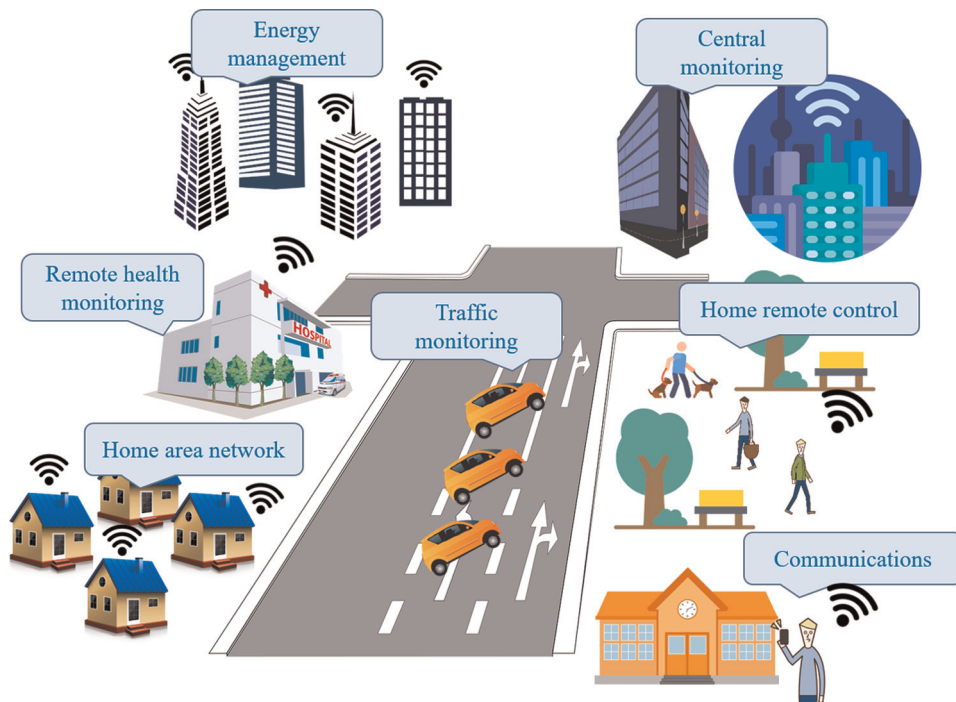 Energy
management
Central
monitoring
Remote health
monitoring
HOSPITAL
Traffic
monitoring
Home remote control
Home area network
Communications